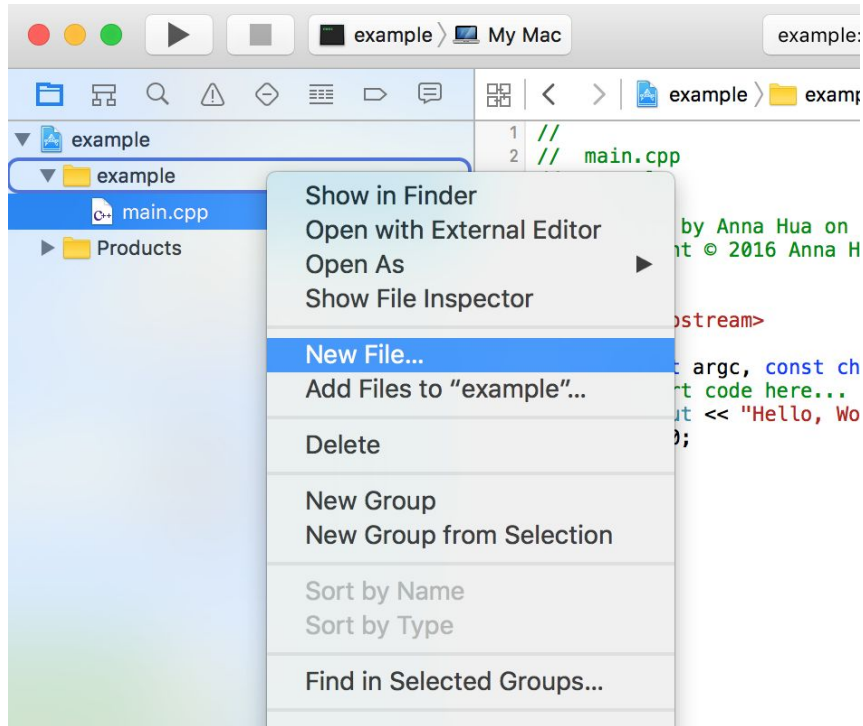 example 〉 My Mac
example:
example 〉 examp
example
example
C++ main.cpp
Products
1 //
2 // main.cpp
by Anna Hua on
nt © 2016 Anna H
ostream>
t argc, const ch
rt code here...
ut << "Hello, Wo
0;
Show in Finder
Open with External Editor
Open As
Show File Inspector
New File...
Add Files to “example”...
Delete
New Group
New Group from Selection
Sort by Name
Sort by Type
Find in Selected Groups...